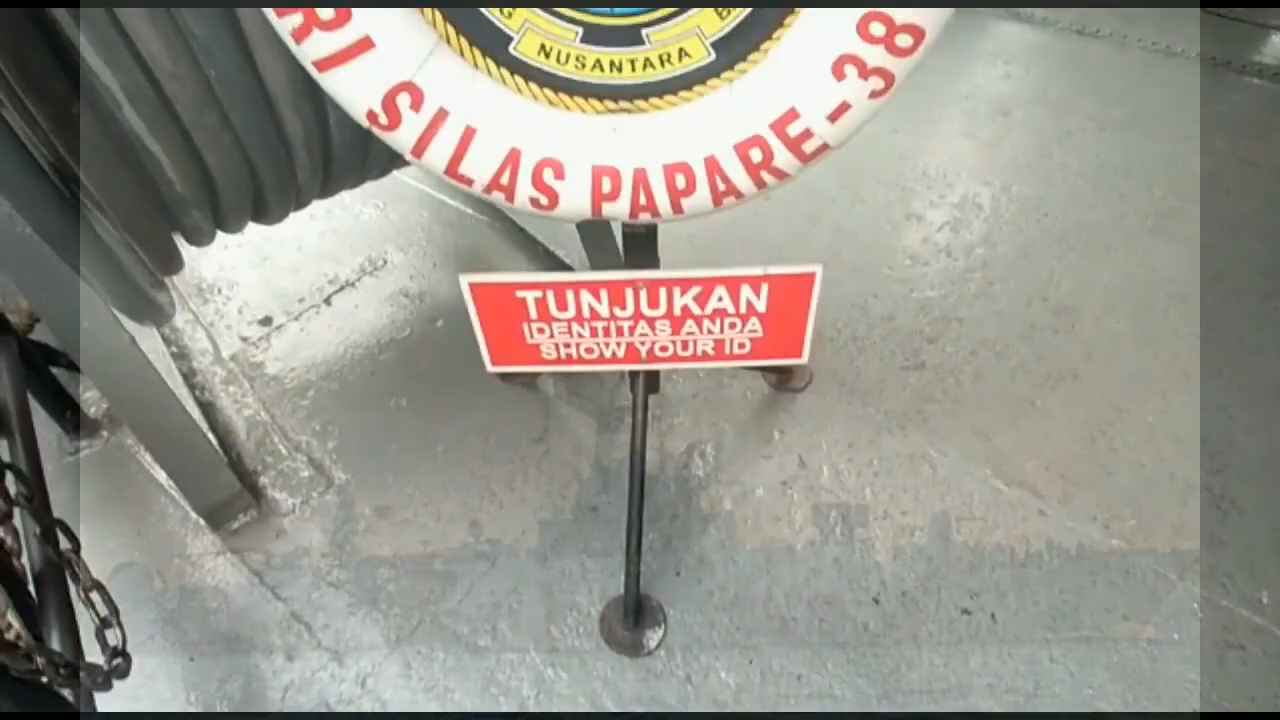 NUSANTARA
RI SILAS PAPARE-38
TUNJUKAN
IDENTITAS ANDA
SHOW YOUR ID